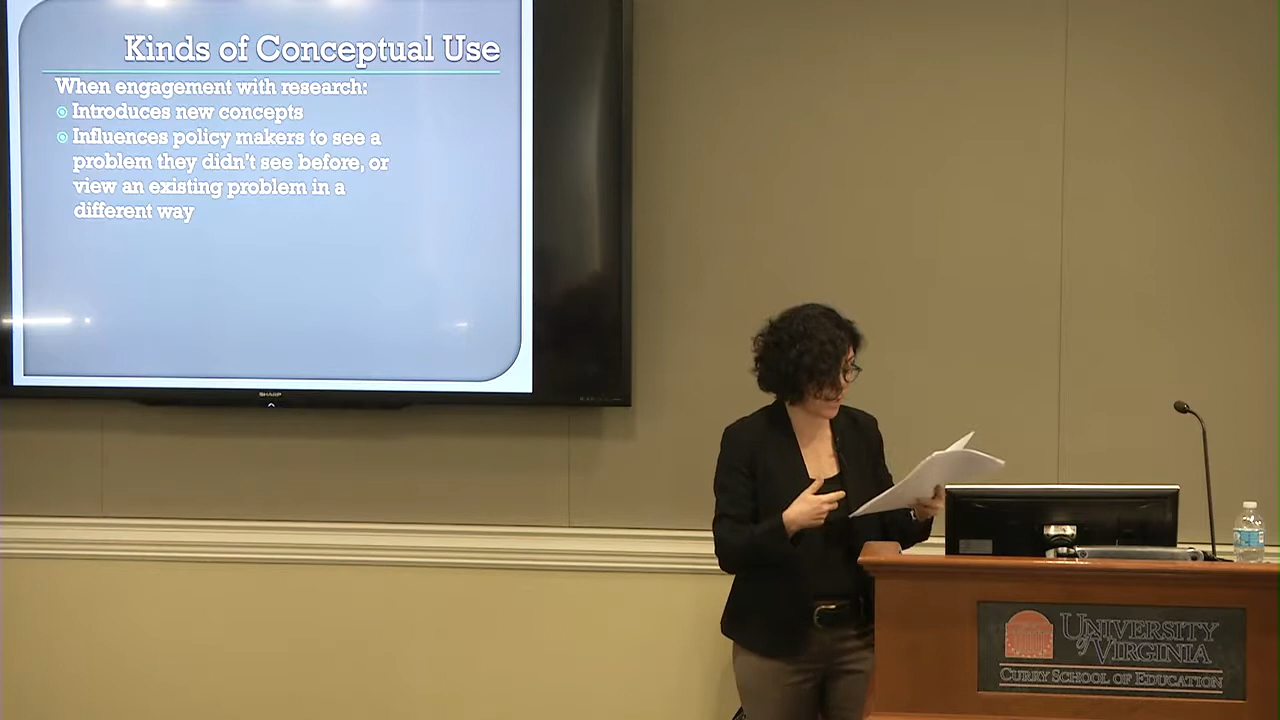 Kinds of Conceptual Use
When engagement with research:
Introduces new concepts
Influences policy makers to see a
problem they didn't see before, or
view an existing problem in a
different way
SHARP
UNIVERSITY
of VIRGINIA
CURRY SCHOOL OF EDUCATION